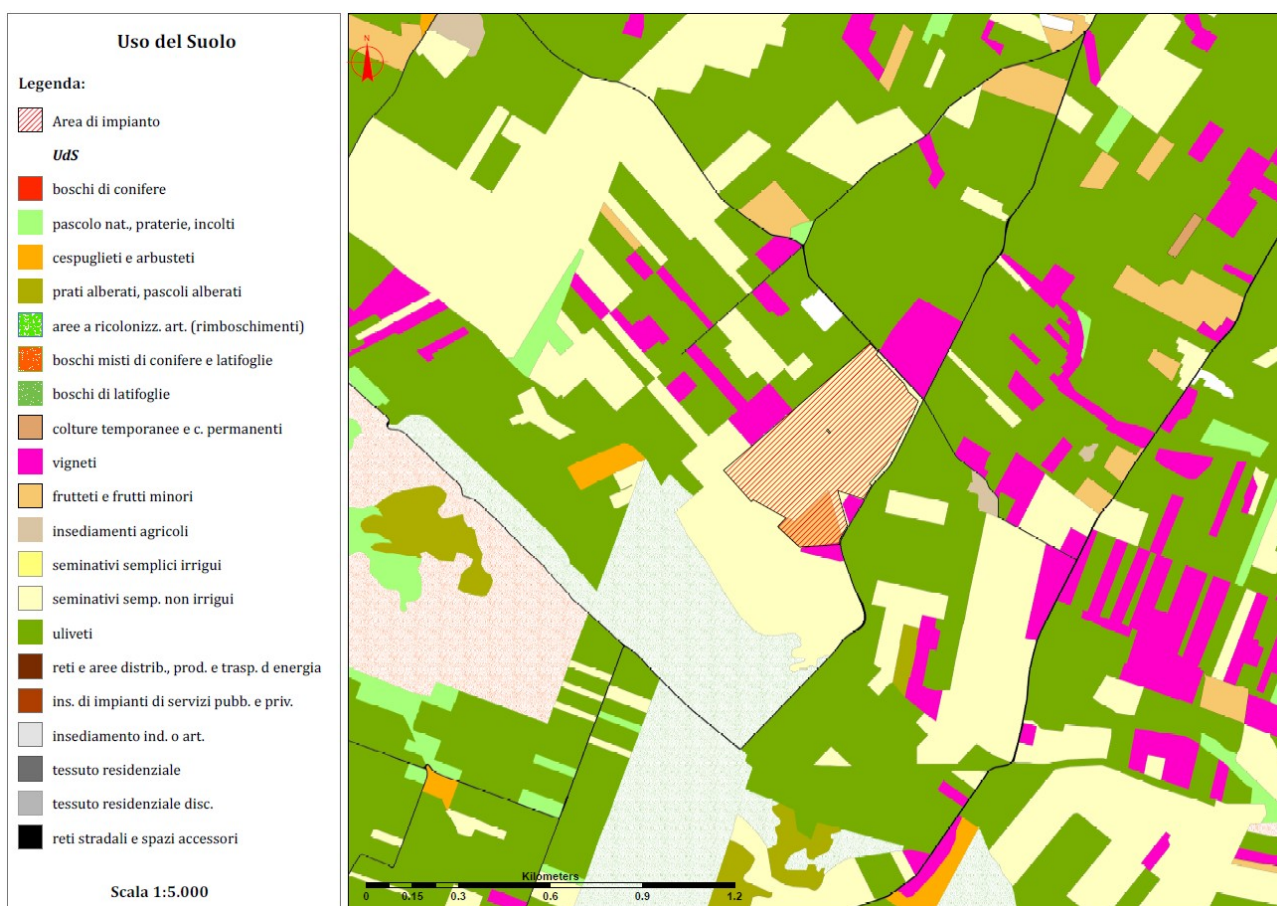 Uso del Suolo
Legenda:
Area di impianto
UdS
boschi di conifere
pascolo nat., praterie, incolti
cespuglieti e arbusteti
prati alberati, pascoli alberati
aree a ricolonizz. art. (rimboschimenti)
boschi misti di conifere e latifoglie
boschi di latifoglie
colture temporanee e c. permanenti
vigneti
frutteti e frutti minori
insediamenti agricoli
seminativi semplici irrigui
seminativi semp. non irrigui
uliveti
reti e aree distrib., prod. e trasp. d energia
ins. di impianti di servizi pubb. e priv.
insediamento ind. o art.
tessuto residenziale
tessuto residenziale disc.
reti stradali e spazi accessori
Scala 1:5.000
N
Kilometers
0 0.15 0.3 0.6 0.9 1.2